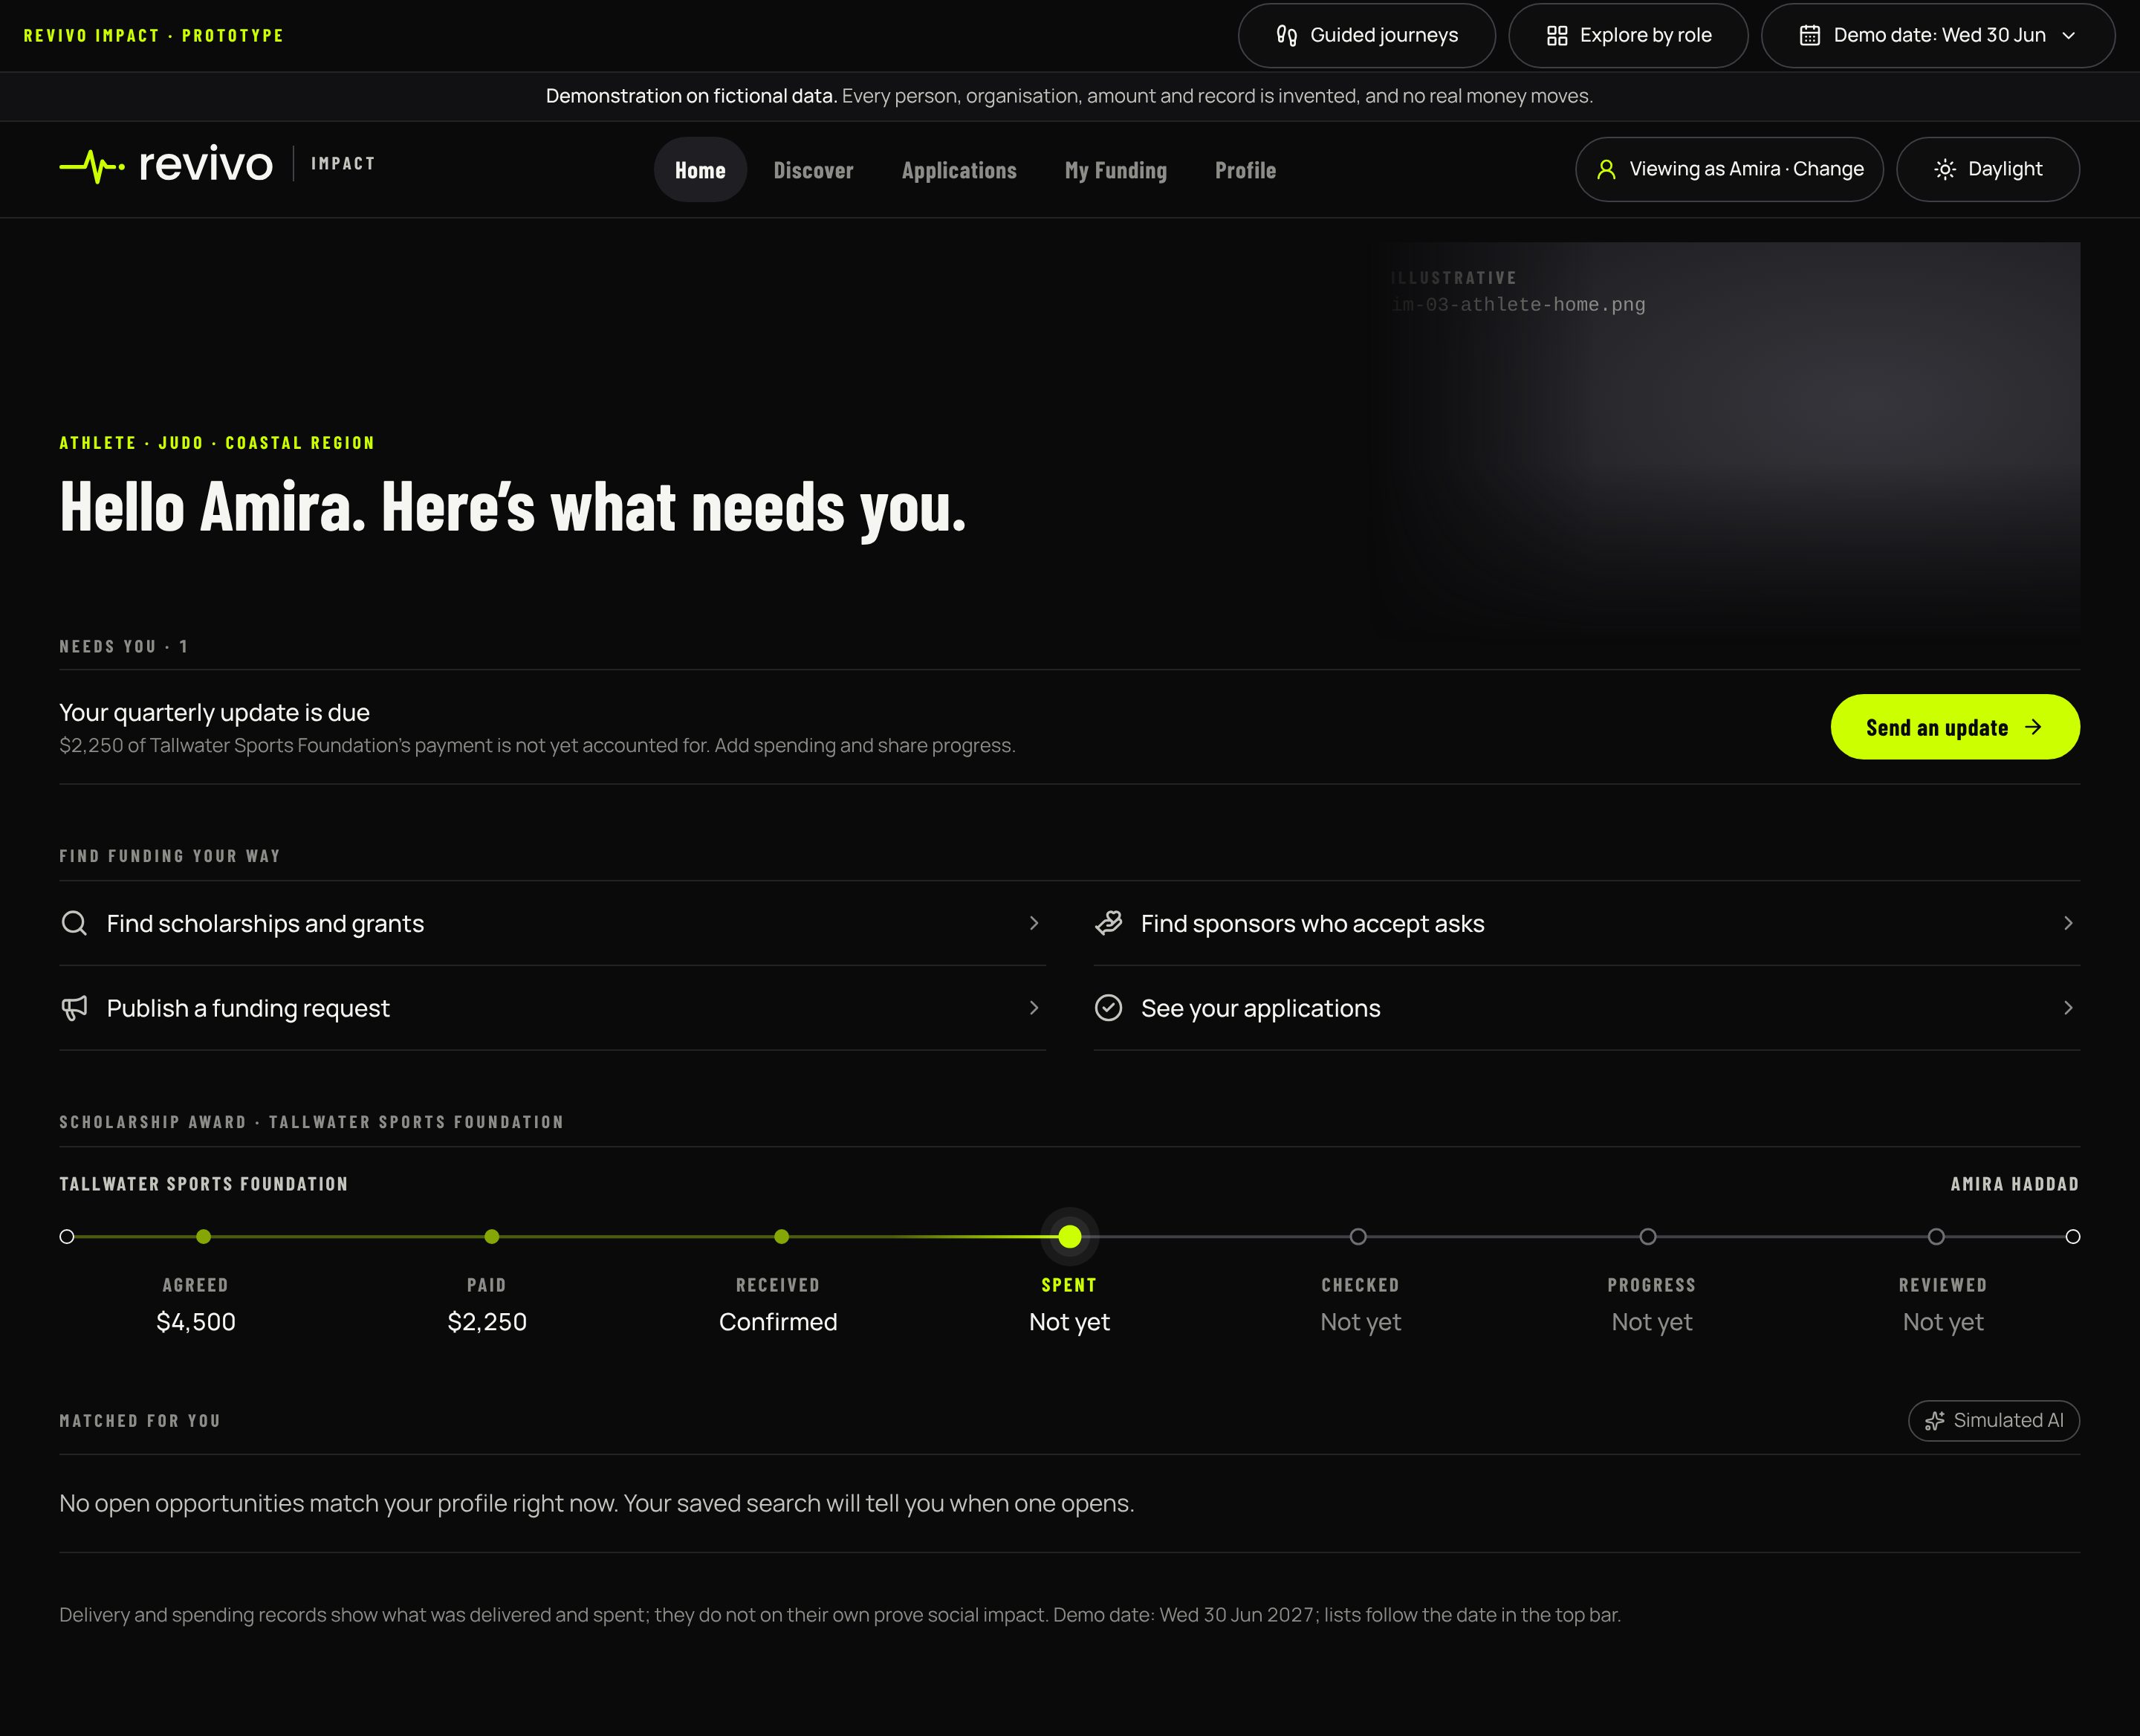 REVIVO IMPACT · PROTOTYPE
Guided journeys
Explore by role
Demo date: Wed 30 Jun
Demonstration on fictional data. Every person, organisation, amount and record is invented, and no real money moves.
revivo
IMPACT
Home
Discover
Applications
My Funding
Profile
Viewing as Amira · Change
Daylight
ILLUSTRATIVE
im-03-athlete-home.png
ATHLETE · JUDO · COASTAL REGION
Hello Amira. Here’s what needs you.
NEEDS YOU · 1
Your quarterly update is due
$2,250 of Tallwater Sports Foundation’s payment is not yet accounted for. Add spending and share progress.
Send an update
FIND FUNDING YOUR WAY
Find scholarships and grants
Find sponsors who accept asks
Publish a funding request
See your applications
SCHOLARSHIP AWARD · TALLWATER SPORTS FOUNDATION
TALLWATER SPORTS FOUNDATION
AMIRA HADDAD
AGREED
PAID
RECEIVED
SPENT
CHECKED
PROGRESS
REVIEWED
$4,500
$2,250
Confirmed
Not yet
Not yet
Not yet
Not yet
MATCHED FOR YOU
Simulated AI
No open opportunities match your profile right now. Your saved search will tell you when one opens.
Delivery and spending records show what was delivered and spent; they do not on their own prove social impact. Demo date: Wed 30 Jun 2027; lists follow the date in the top bar.